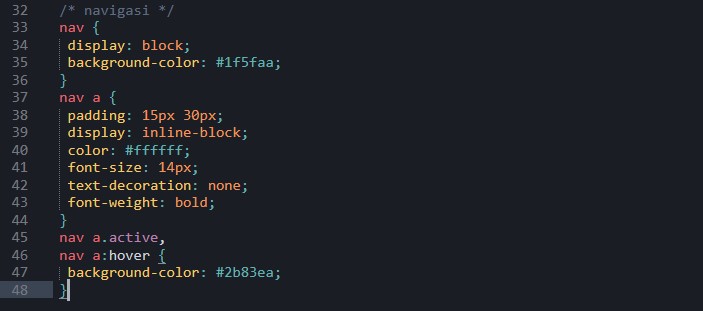 32 /* navigasi */
33 nav {
34 display: block;
35 background-color: #1f5faa;
36 }
37 nav a {
38 padding: 15px 30px;
39 display: inline-block;
40 color: #ffffff;
41 font-size: 14px;
42 text-decoration: none;
43 font-weight: bold;
44 }
45 nav a.active,
46 nav a:hover {
47 background-color: #2b83ea;
48 }